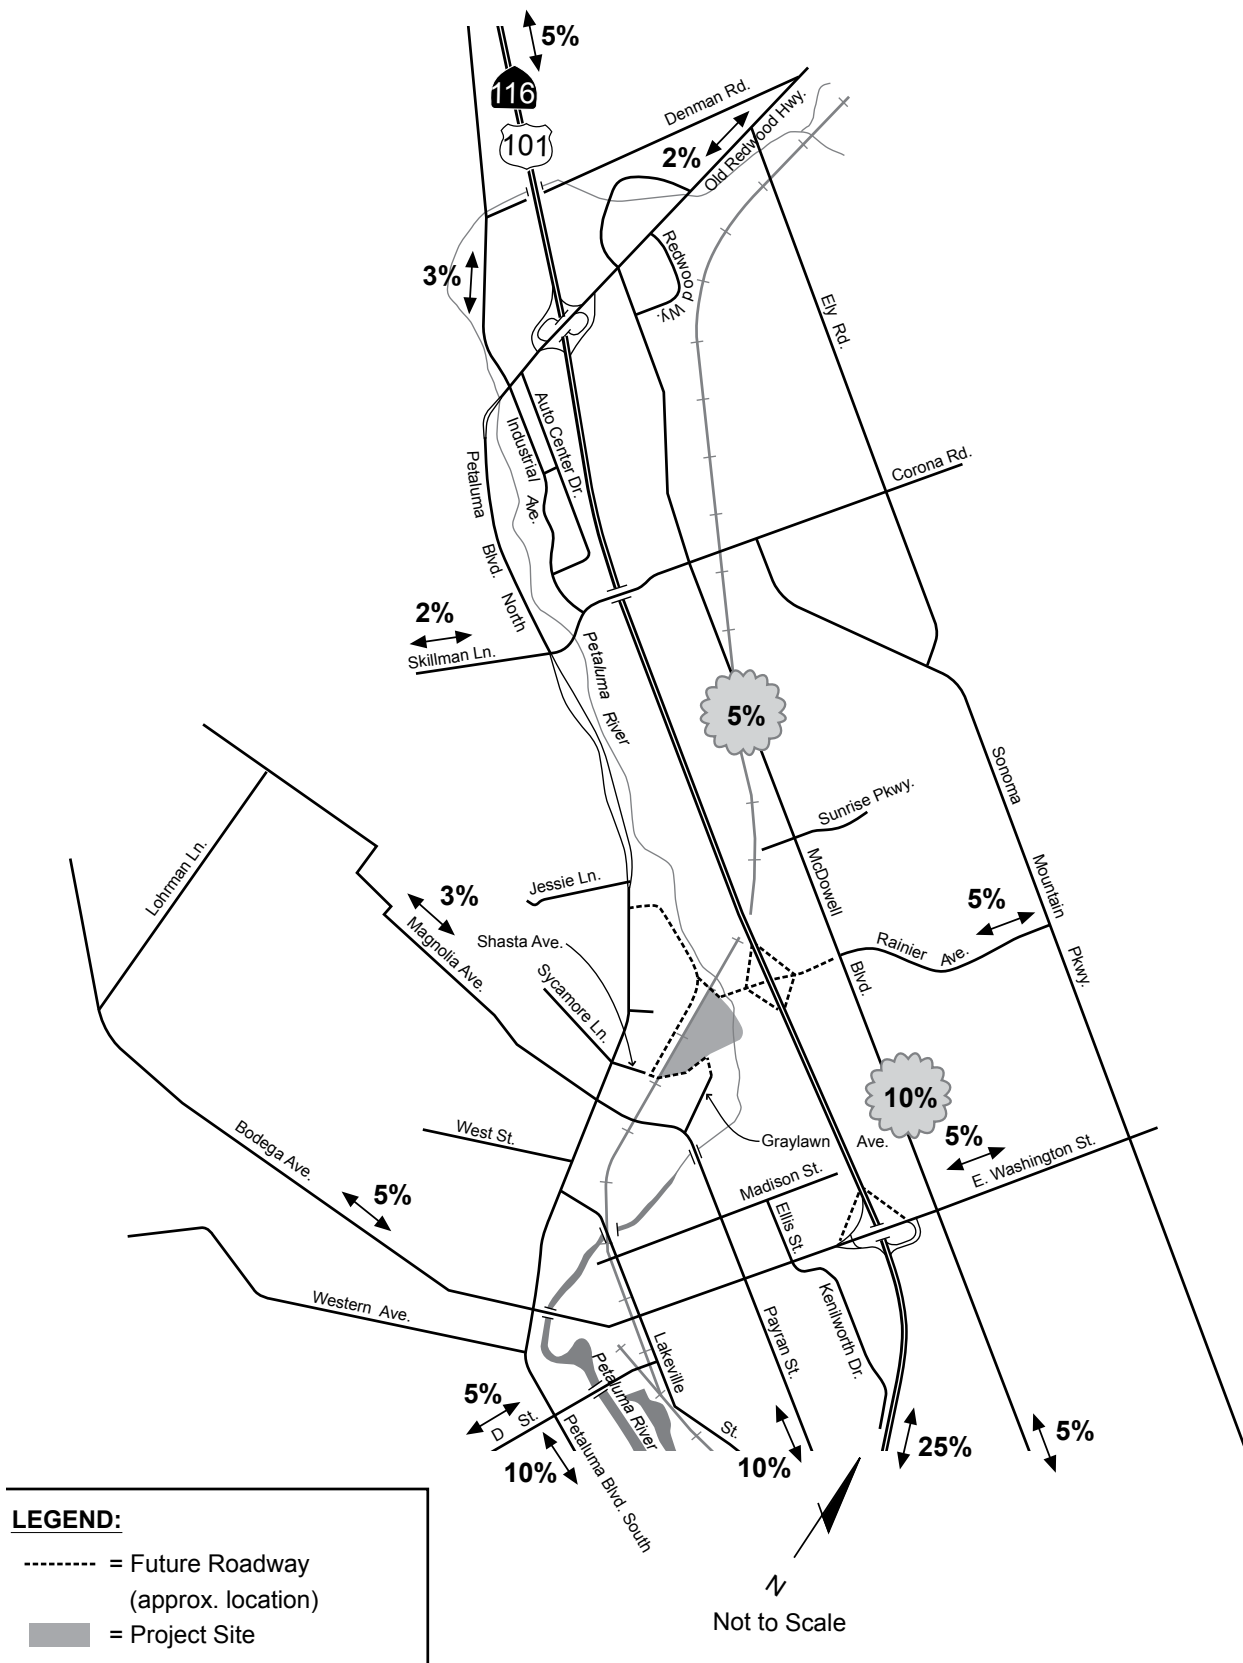 5%
116
101
Denman Rd.
2%
Old Redwood Hwy.
3%
Redwood Wy.
Ely Rd.
Auto Center Dr.
Industrial Ave.
Petaluma Blvd. North
Corona Rd.
2%
Skillman Ln.
Petaluma River
5%
Sonoma Mountain Pkwy.
Sunrise Pkwy.
McDowell Blvd.
Lohrman Ln.
Jessie Ln.
3%
Magnolia Ave.
Shasta Ave.
Sycamore Ln.
5%
Rainier Ave.
10%
West St.
Bodega Ave.
Graylawn Ave.
5%
E. Washington St.
Madison St.
Ellis St.
5%
Western Ave.
Kenilworth Dr.
Payran St.
Lakeville St.
Petaluma River
5%
D St.
10%
Petaluma Blvd. South
10%
25%
5%
LEGEND:
= Future Roadway
(approx. location)
= Project Site
N
Not to Scale